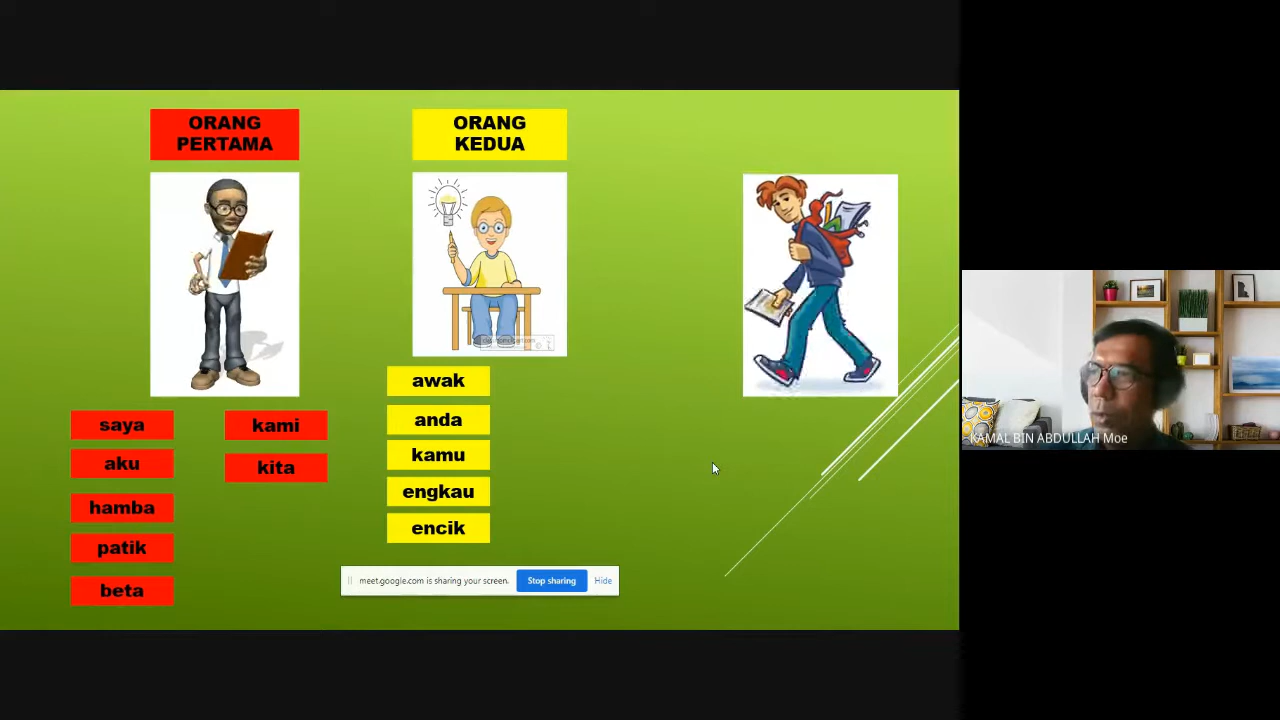 ORANG
PERTAMA
ORANG
KEDUA
saya
kami
aku
kita
hamba
patik
beta
awak
anda
kamu
engkau
encik
meet.google.com is sharing your screen.
Stop sharing
Hide
KAMAL BIN ABDULLAH Moe